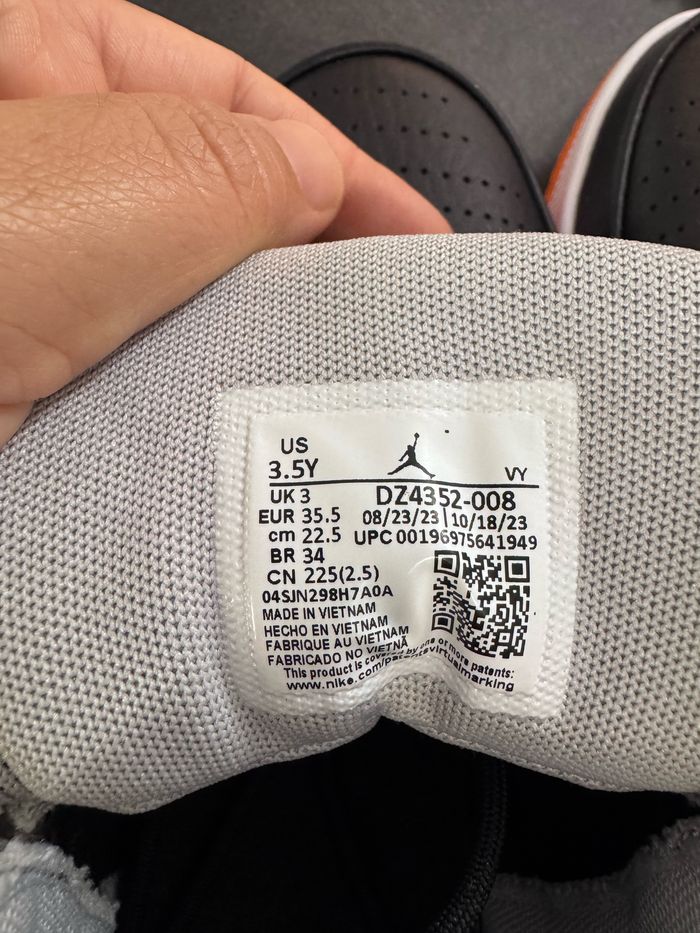 US
3.5Y
VY
UK 3
DZ4352-008
EUR 35.5
08/23/23 | 10/18/23
cm 22.5
UPC 00196975641949
BR 34
CN 225(2.5)
04SJN298H7A0A
MADE IN VIETNAM
HECHO EN VIETNAM
FABRIQUE AU VIETNAM
FABRICADO NO VIETNÃ
This product is covered by one or more patents:
www.nike.com/patentsvirtualmarking